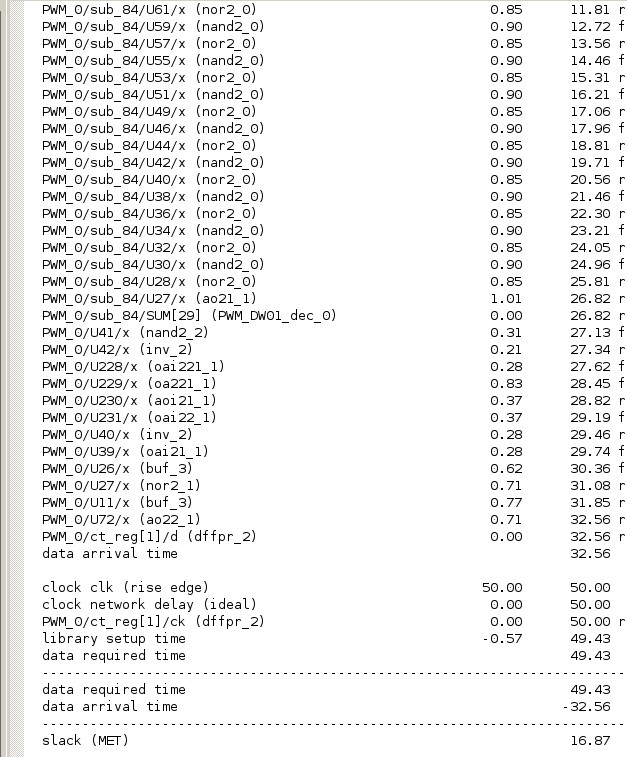 PWM_0/sub_84/U61/x (nor2_0) 0.85 11.81 r
PWM_0/sub_84/U59/x (nand2_0) 0.90 12.72 f
PWM_0/sub_84/U57/x (nor2_0) 0.85 13.56 r
PWM_0/sub_84/U55/x (nand2_0) 0.90 14.46 f
PWM_0/sub_84/U53/x (nor2_0) 0.85 15.31 r
PWM_0/sub_84/U51/x (nand2_0) 0.90 16.21 f
PWM_0/sub_84/U49/x (nor2_0) 0.85 17.06 r
PWM_0/sub_84/U46/x (nand2_0) 0.90 17.96 f
PWM_0/sub_84/U44/x (nor2_0) 0.85 18.81 r
PWM_0/sub_84/U42/x (nand2_0) 0.90 19.71 f
PWM_0/sub_84/U40/x (nor2_0) 0.85 20.56 r
PWM_0/sub_84/U38/x (nand2_0) 0.90 21.46 f
PWM_0/sub_84/U36/x (nor2_0) 0.85 22.30 r
PWM_0/sub_84/U34/x (nand2_0) 0.90 23.21 f
PWM_0/sub_84/U32/x (nor2_0) 0.85 24.05 r
PWM_0/sub_84/U30/x (nand2_0) 0.90 24.96 f
PWM_0/sub_84/U28/x (nor2_0) 0.85 25.81 r
PWM_0/sub_84/U27/x (ao21_1) 1.01 26.82 r
PWM_0/sub_84/SUM[29] (PWM_DW01_dec_0) 0.00 26.82 r
PWM_0/U41/x (nand2_2) 0.31 27.13 f
PWM_0/U42/x (inv_2) 0.21 27.34 r
PWM_0/U228/x (oai221_1) 0.28 27.62 f
PWM_0/U229/x (oa221_1) 0.83 28.45 f
PWM_0/U230/x (aoi21_1) 0.37 28.82 r
PWM_0/U231/x (oai22_1) 0.37 29.19 f
PWM_0/U40/x (inv_2) 0.28 29.46 r
PWM_0/U39/x (oai21_1) 0.28 29.74 f
PWM_0/U26/x (buf_3) 0.62 30.36 f
PWM_0/U27/x (nor2_1) 0.71 31.08 r
PWM_0/U11/x (buf_3) 0.77 31.85 r
PWM_0/U72/x (ao22_1) 0.71 32.56 r
PWM_0/ct_reg[1]/d (dffpr_2) 0.00 32.56 r
data arrival time 32.56
clock clk (rise edge) 50.00 50.00
clock network delay (ideal) 0.00 50.00
PWM_0/ct_reg[1]/ck (dffpr_2) 0.00 50.00 r
library setup time -0.57 49.43
data required time 49.43
--------------------------------------------------------------------------
data required time 49.43
data arrival time -32.56
--------------------------------------------------------------------------
slack (MET) 16.87